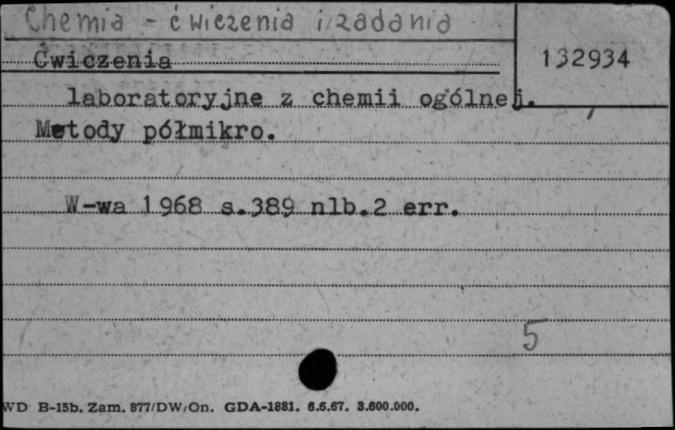 Chemia - ćwiczenia i zadania
Ćwiczenia
132934
laboratoryjne z chemii ogólnej.
Metody półmikro.
W-wa 1968 s.389 nlb.2 err.
5
WD B-15b. Zam. 877/DW/On. GDA-1881. 6.6.67. 3.600.000.